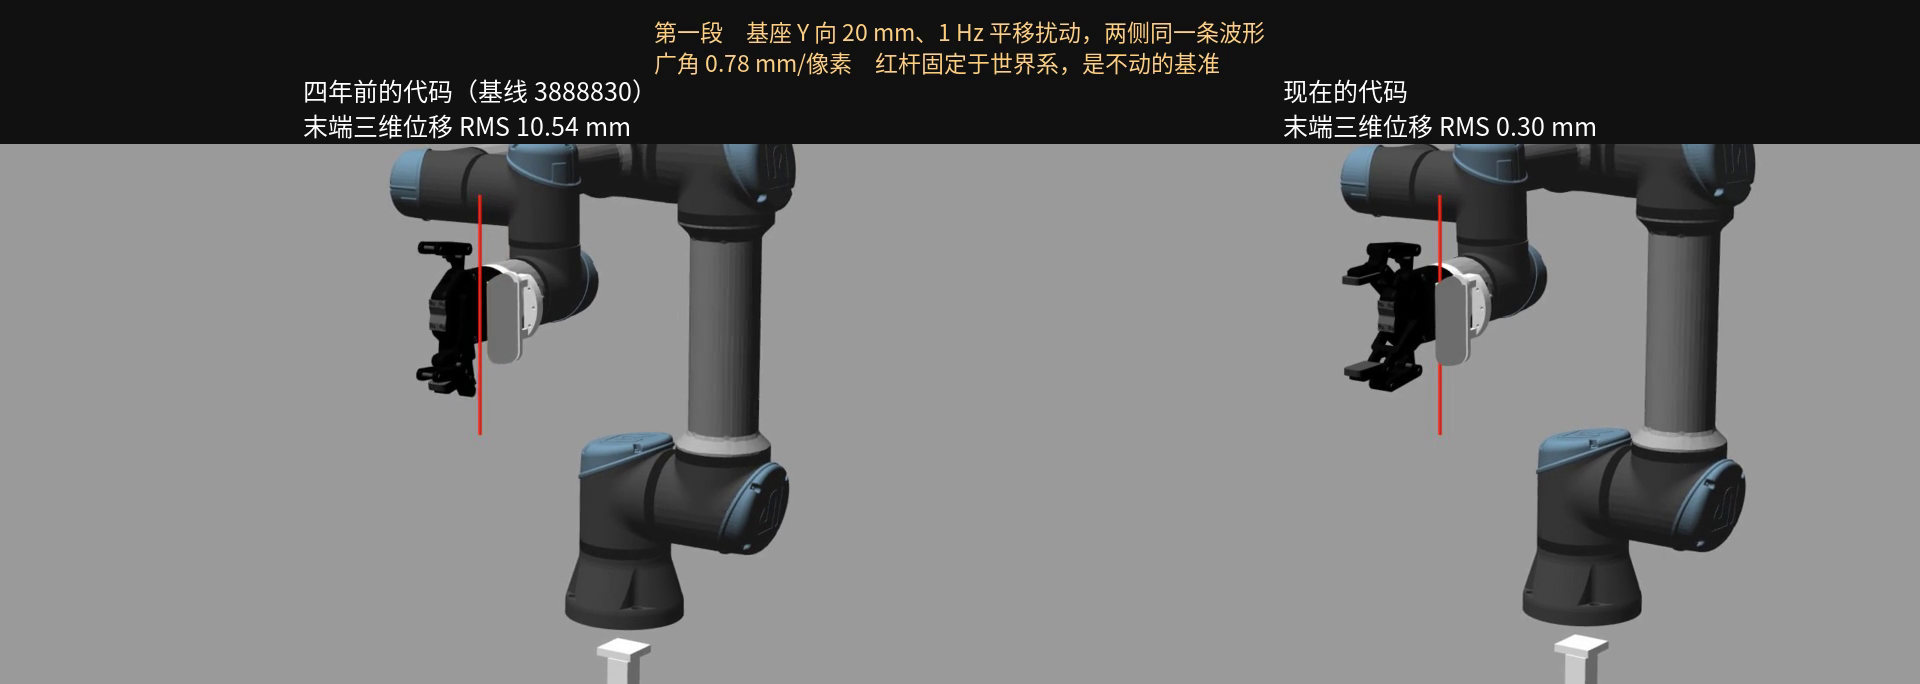 第一段 基座 Y 向 20 mm、1 Hz 平移扰动，两侧同一条波形
广角 0.78 mm/像素 红杆固定于世界系，是不动的基准
四年前的代码（基线 3888830）
末端三维位移 RMS 10.54 mm
现在的代码
末端三维位移 RMS 0.30 mm